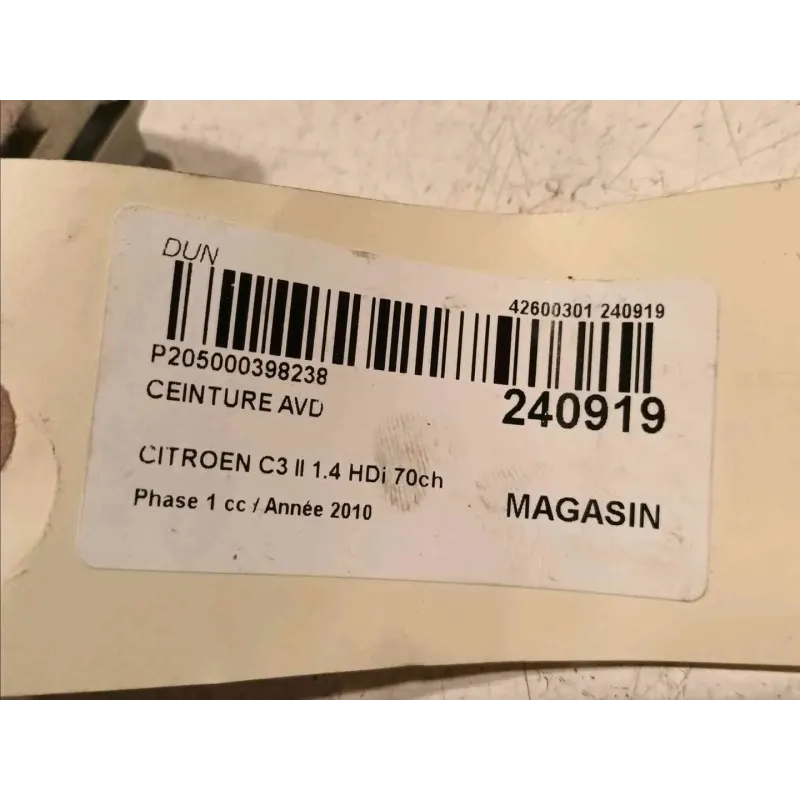 DUN
42600301 240919
P205000398238
CEINTURE AVD
240919
CITROEN C3 II 1.4 HDi 70ch
Phase 1 cc / Année 2010
MAGASIN